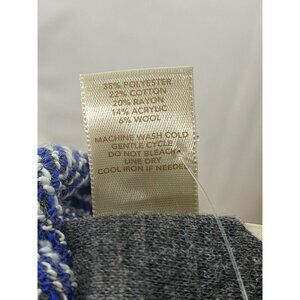 38% POLYESTER
22% COTTON
20% RAYON
14% ACRYLIC
6% WOOL
MACHINE WASH COLD
GENTLE CYCLE
DO NOT BLEACH
LINE DRY
COOL IRON IF NEEDED